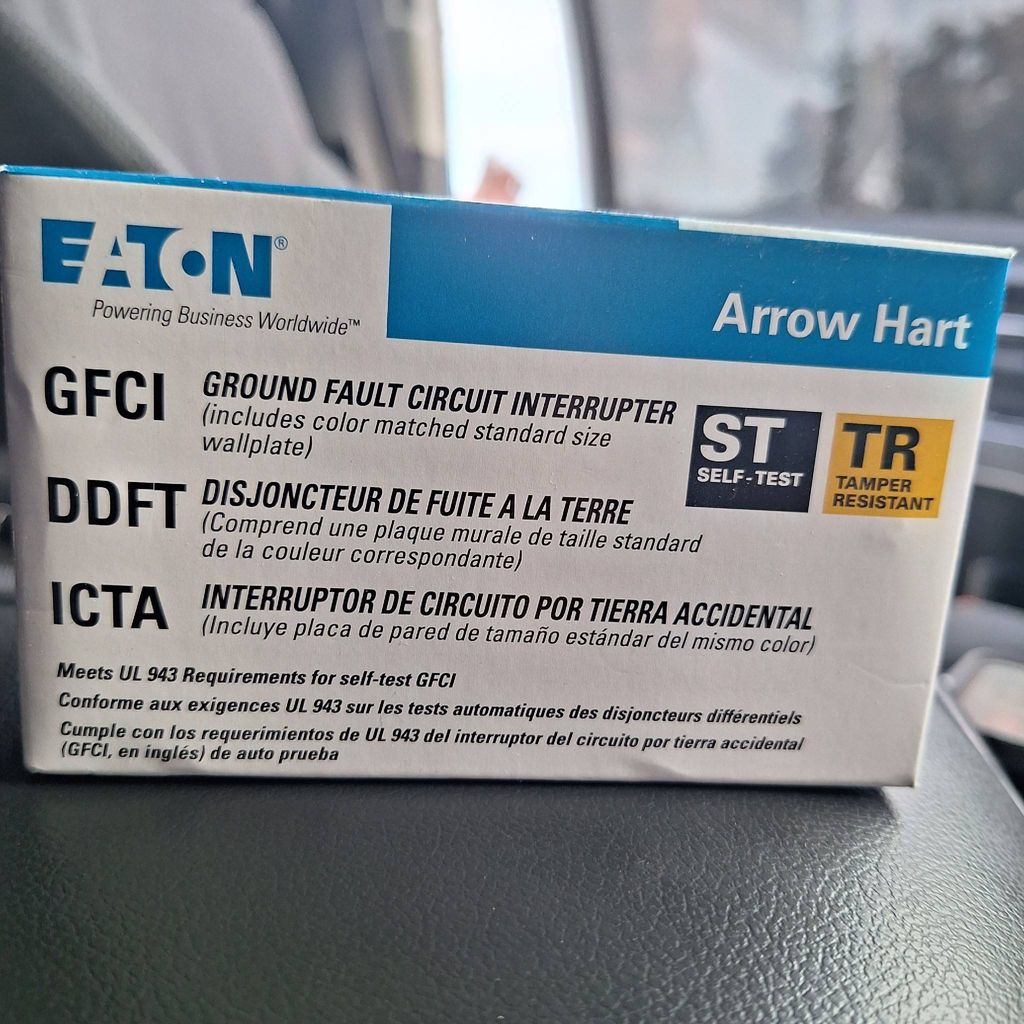 EATON®
Powering Business Worldwide™
Arrow Hart
GFCI
GROUND FAULT CIRCUIT INTERRUPTER
(includes color matched standard size
wallplate)
ST
SELF-TEST
TR
TAMPER
RESISTANT
DDFT
DISJONCTEUR DE FUITE A LA TERRE
(Comprend une plaque murale de taille standard
de la couleur correspondante)
ICTA
INTERRUPTOR DE CIRCUITO POR TIERRA ACCIDENTAL
(Incluye placa de pared de tamaño estándar del mismo color)
Meets UL 943 Requirements for self-test GFCI
Conforme aux exigences UL 943 sur les tests automatiques des disjoncteurs différentiels
Cumple con los requerimientos de UL 943 del interruptor del circuito por tierra accidental
(GFCI, en inglés) de auto prueba